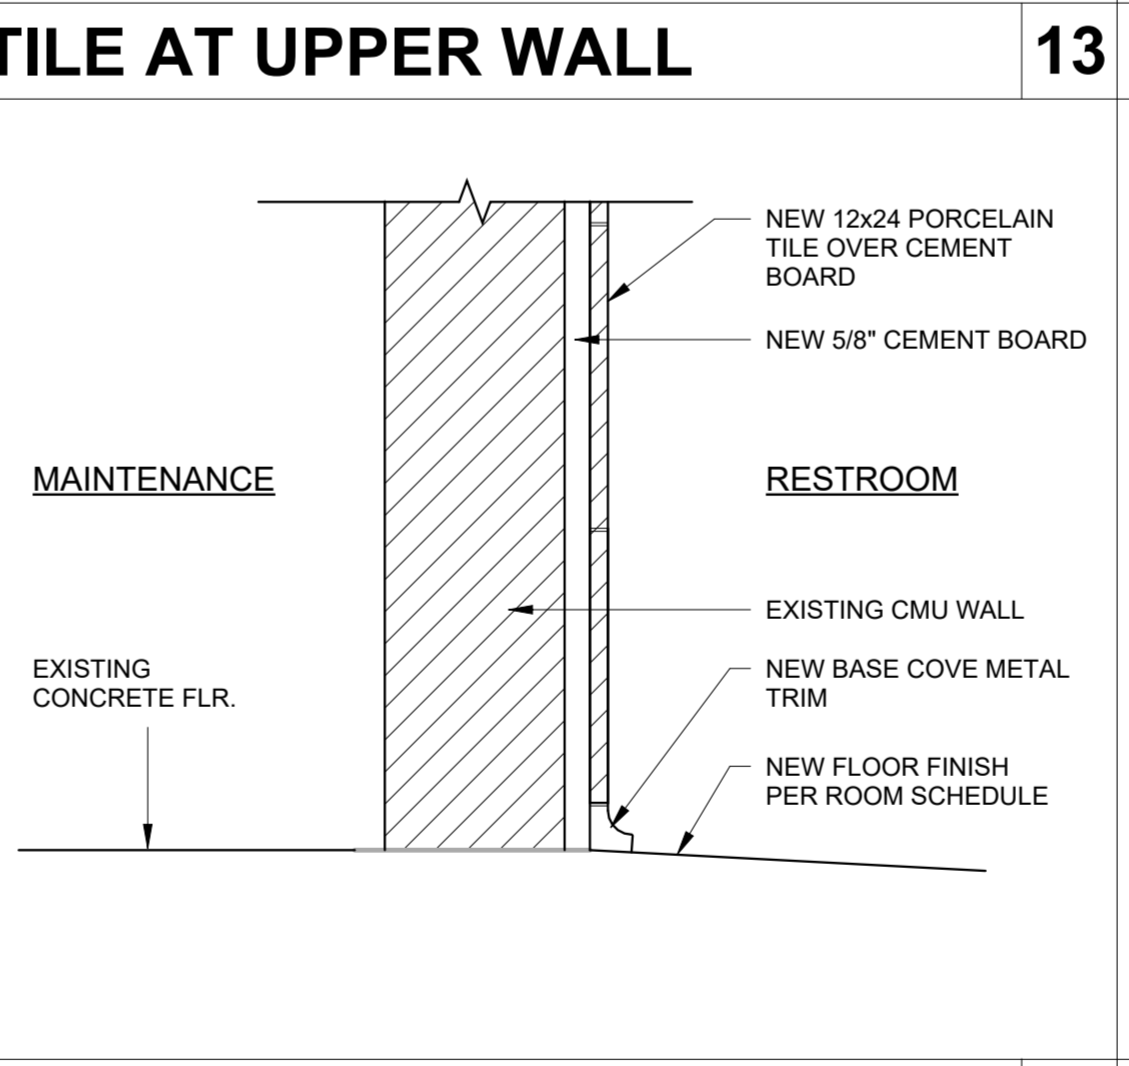 TILE AT UPPER WALL
13
NEW 12x24 PORCELAIN
TILE OVER CEMENT
BOARD
NEW 5/8" CEMENT BOARD
MAINTENANCE
RESTROOM
EXISTING CMU WALL
EXISTING
CONCRETE FLR.
NEW BASE COVE METAL
TRIM
NEW FLOOR FINISH
PER ROOM SCHEDULE